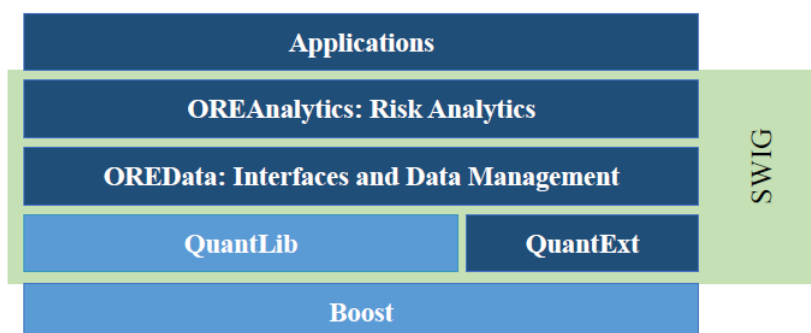 Applications
OREAnalytics: Risk Analytics
OREData: Interfaces and Data Management
QuantLib
QuantExt
Boost
SWIG